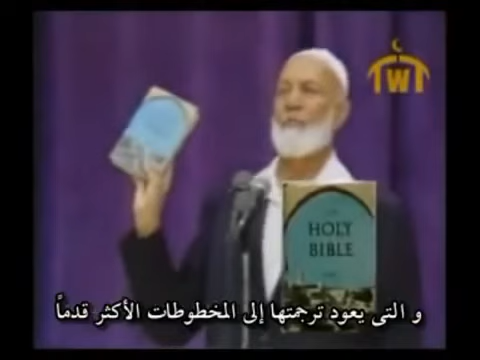 TWT
HOLY
BIBLE
و التى يعود ترجمتها إلى المخطوطات الأكثر قدماً